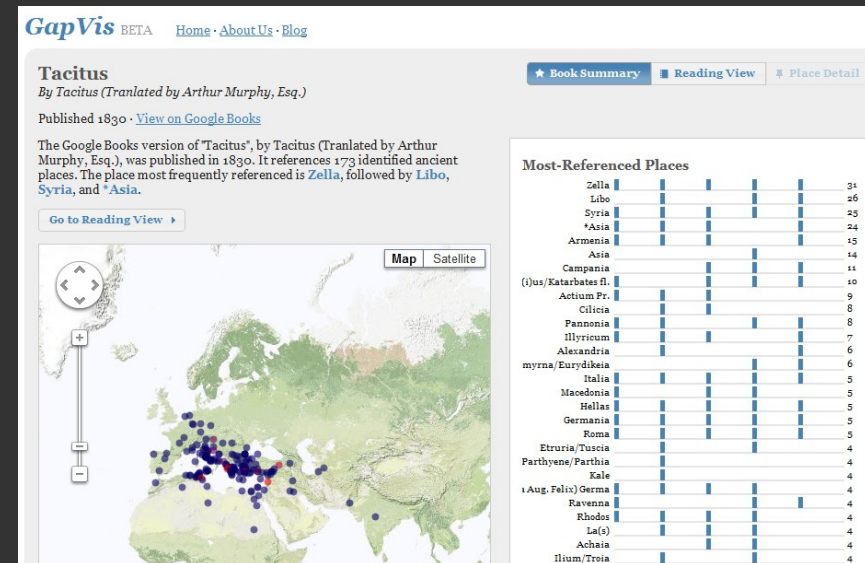 GapVis BETA Home · About Us · Blog
Tacitus
By Tacitus (Tranlated by Arthur Murphy, Esq.)
Published 1830 · View on Google Books
The Google Books version of "Tacitus", by Tacitus (Tranlated by Arthur
Murphy, Esq.), was published in 1830. It references 173 identified ancient
places. The place most frequently referenced is Zella, followed by Libo,
Syria, and *Asia.
Go to Reading View
Map Satellite
Book Summary Reading View Place Detail
Most-Referenced Places
Zella 31
Libo 26
Syria 25
*Asia 24
Armenia 15
Asia 14
Campania 11
(i)us/Katarbates fl. 10
Actium Pr. 9
Cilicia 8
Pannonia 8
Illyricum 7
Alexandria 6
myrna/Eurydikeia 6
Italia 5
Macedonia 5
Hellas 5
Germania 5
Roma 5
Etruria/Tuscia 4
Parthyene/Parthia 4
Kale 4
Aug. Felix) Germa 4
Ravenna 4
Rhodos 4
La(s) 4
Achaia 4
Ilium/Troia 4